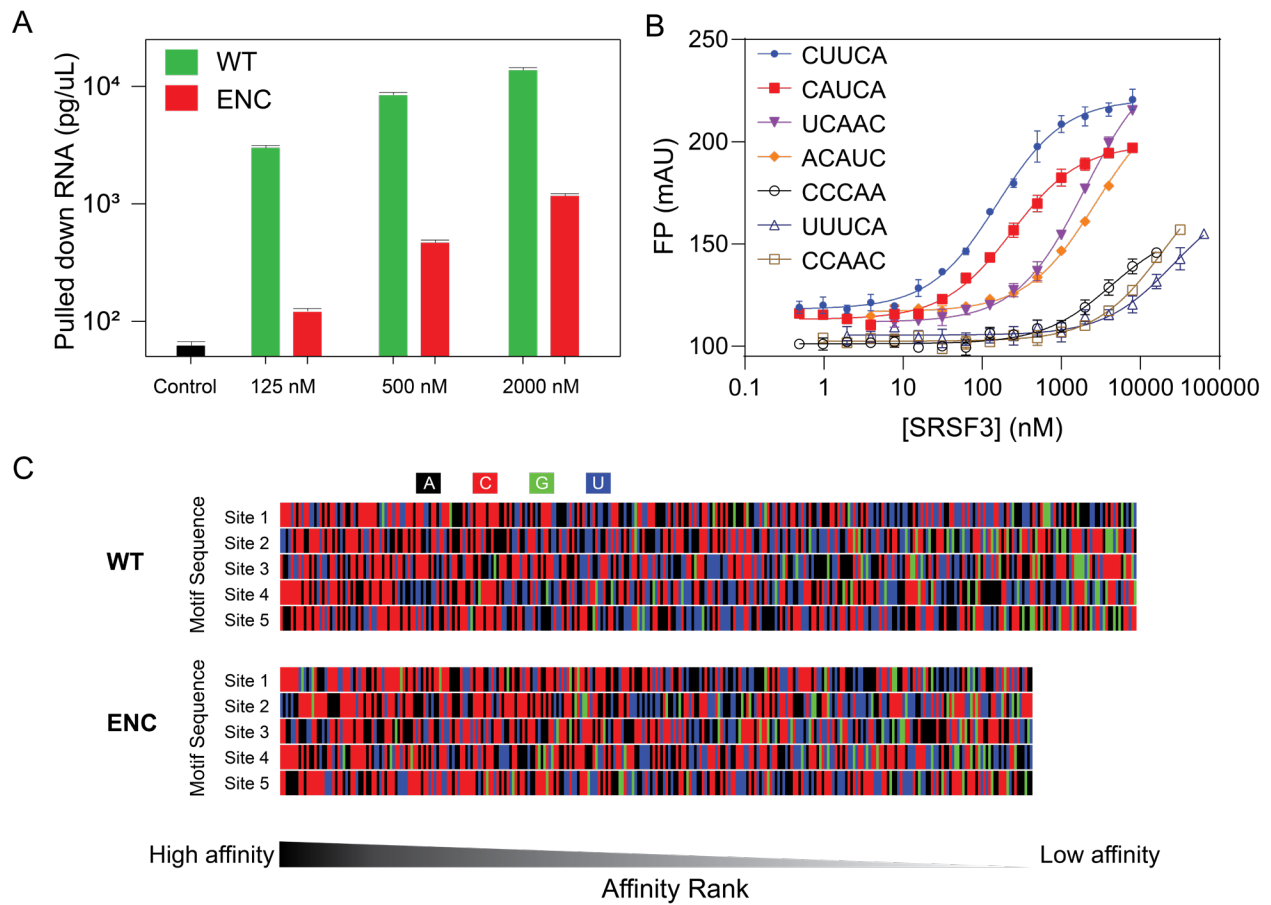 A
WT
ENC
Pulled down RNA (pg/uL)
10⁴
10³
10²
Control 125 nM 500 nM 2000 nM
B
CUUCA
CAUCA
UCAAC
ACAUC
CCCAA
UUUCA
CCAAC
FP (mAU)
250
200
150
100
0.1 1 10 100 1000 10000 100000
[SRSF3] (nM)
C
A C G U
WT
Motif Sequence
Site 1
Site 2
Site 3
Site 4
Site 5
ENC
Motif Sequence
Site 1
Site 2
Site 3
Site 4
Site 5
High affinity Low affinity
Affinity Rank